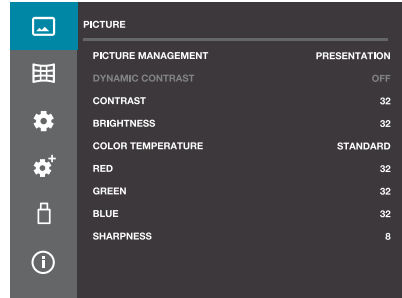 PICTURE
PICTURE MANAGEMENT PRESENTATION
DYNAMIC CONTRAST OFF
CONTRAST 32
BRIGHTNESS 32
COLOR TEMPERATURE STANDARD
RED 32
GREEN 32
BLUE 32
SHARPNESS 8